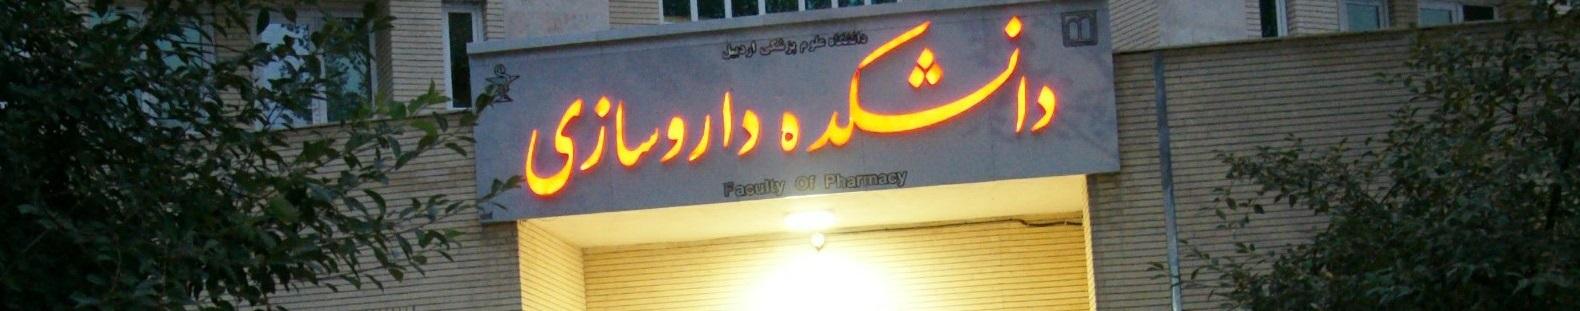 دانشگاه علوم پزشکی اردبیل
دانشکده داروسازی
Faculty Of Pharmacy